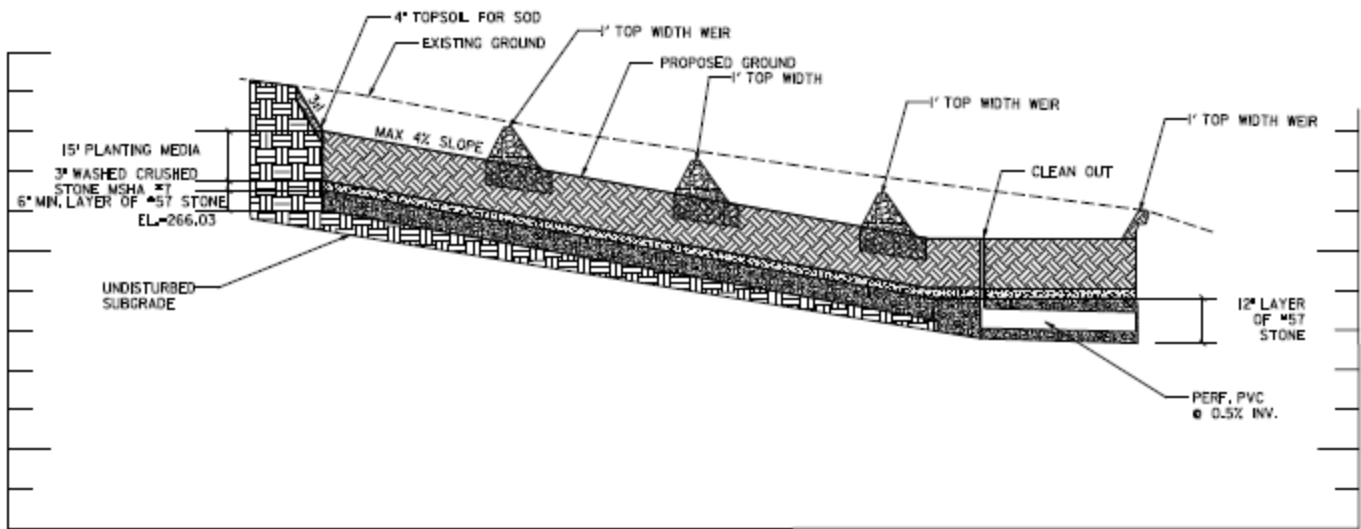 4" TOPSOIL FOR SOD
EXISTING GROUND
1' TOP WIDTH WEIR
PROPOSED GROUND
1' TOP WIDTH
1' TOP WIDTH WEIR
1' TOP WIDTH WEIR
3:1
MAX 4% SLOPE
CLEAN OUT
15' PLANTING MEDIA
3" WASHED CRUSHED
STONE MSHA #7
6" MIN. LAYER OF #57 STONE
EL.=266.03
UNDISTURBED
SUBGRADE
12" LAYER
OF #57
STONE
PERF. PVC
@ 0.5% INV.